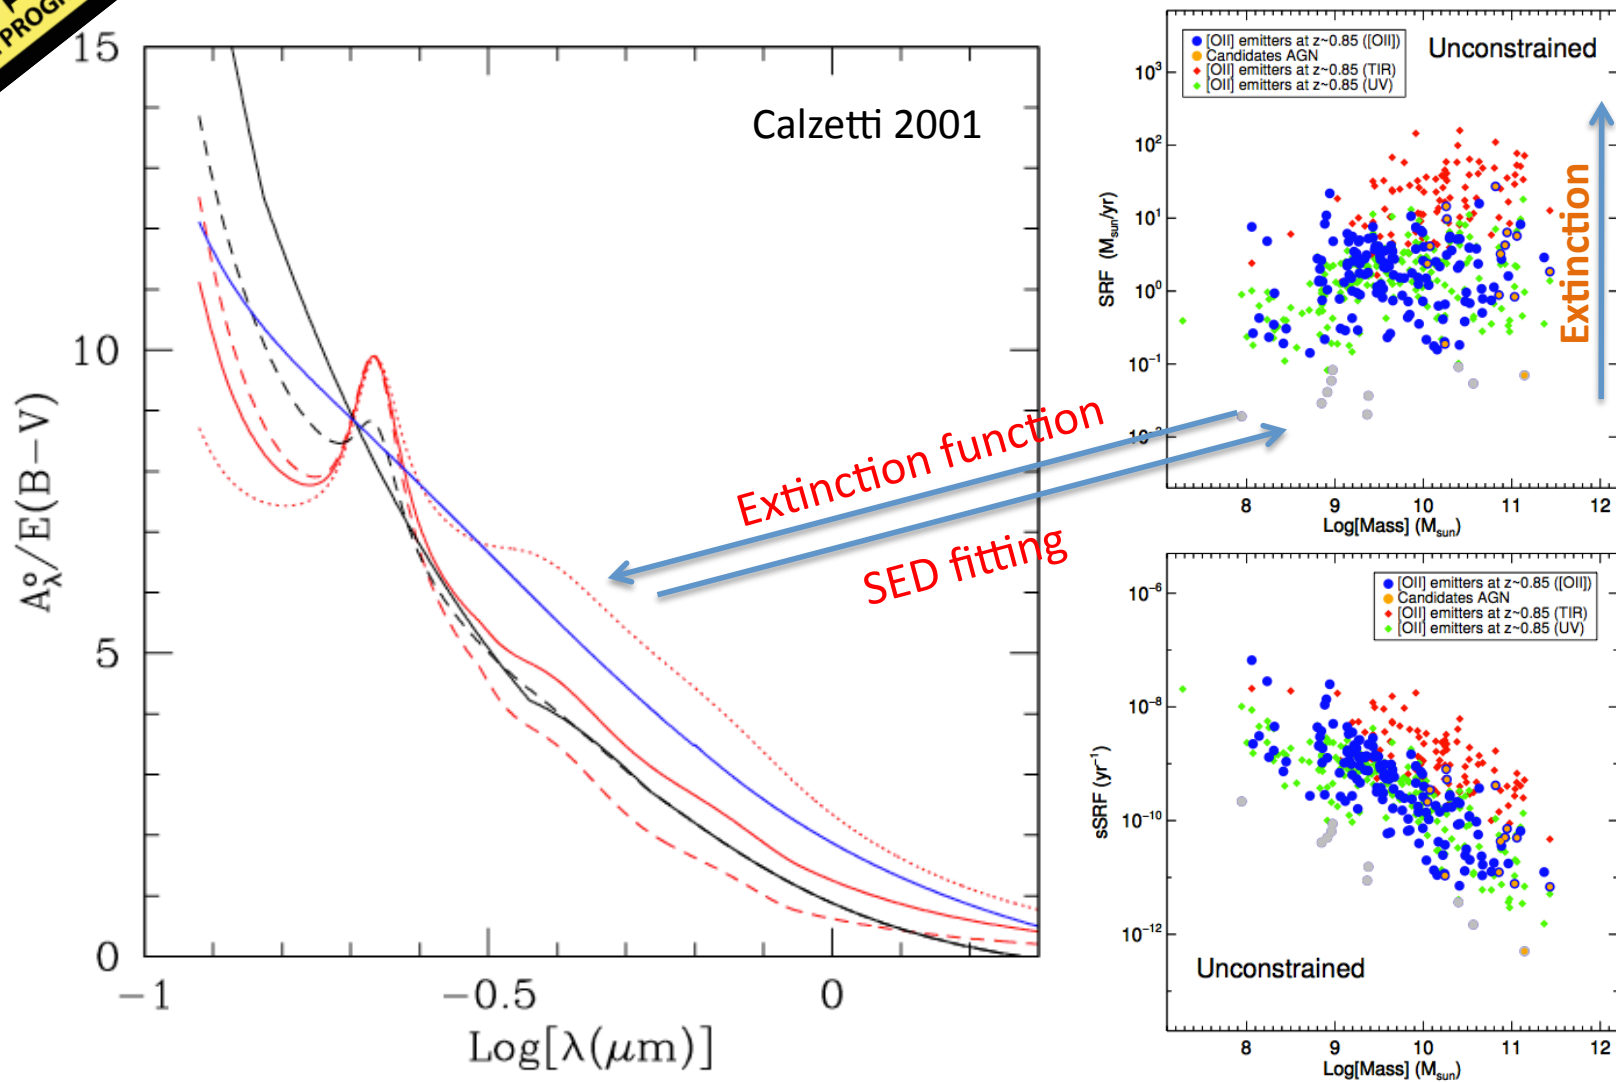 PROG
15
10
5
0
−1
−0.5
0
A°λ/E(B−V)
Log[λ(μm)]
Calzetti 2001
Extinction function
SED fitting
[OII] emitters at z~0.85 ([OII])
Candidates AGN
[OII] emitters at z~0.85 (TIR)
[OII] emitters at z~0.85 (UV)
Unconstrained
Extinction
10³
10²
10¹
10⁰
10⁻¹
SRF (Msun/yr)
8
9
10
11
12
Log[Mass] (Msun)
[OII] emitters at z~0.85 ([OII])
Candidates AGN
[OII] emitters at z~0.85 (TIR)
[OII] emitters at z~0.85 (UV)
10⁻⁶
10⁻⁸
10⁻¹⁰
10⁻¹²
sSRF (yr⁻¹)
Unconstrained
8
9
10
11
12
Log[Mass] (Msun)